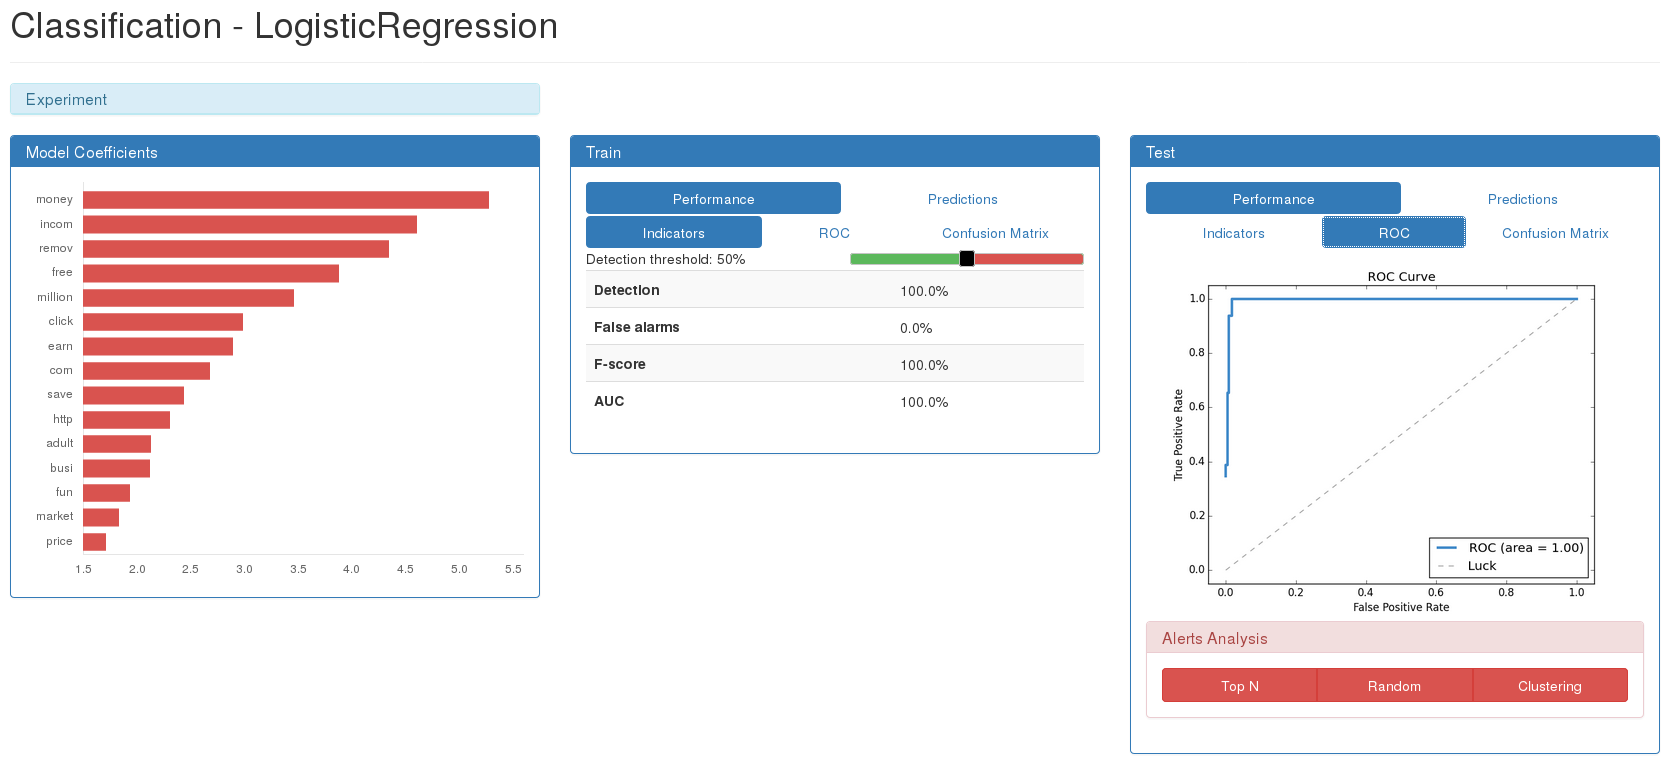 Classification - LogisticRegression
Experiment
Model Coefficients
money
incom
remov
free
million
click
earn
com
save
http
adult
busi
fun
market
price
1.5 2.0 2.5 3.0 3.5 4.0 4.5 5.0 5.5
Train
Performance Predictions
Indicators ROC Confusion Matrix
Detection threshold: 50%
Detection 100.0%
False alarms 0.0%
F-score 100.0%
AUC 100.0%
Test
Performance Predictions
Indicators ROC Confusion Matrix
ROC Curve
1.0
0.8
0.6
0.4
0.2
0.0
True Positive Rate
ROC (area = 1.00)
Luck
0.0 0.2 0.4 0.6 0.8 1.0
False Positive Rate
Alerts Analysis
Top N Random Clustering